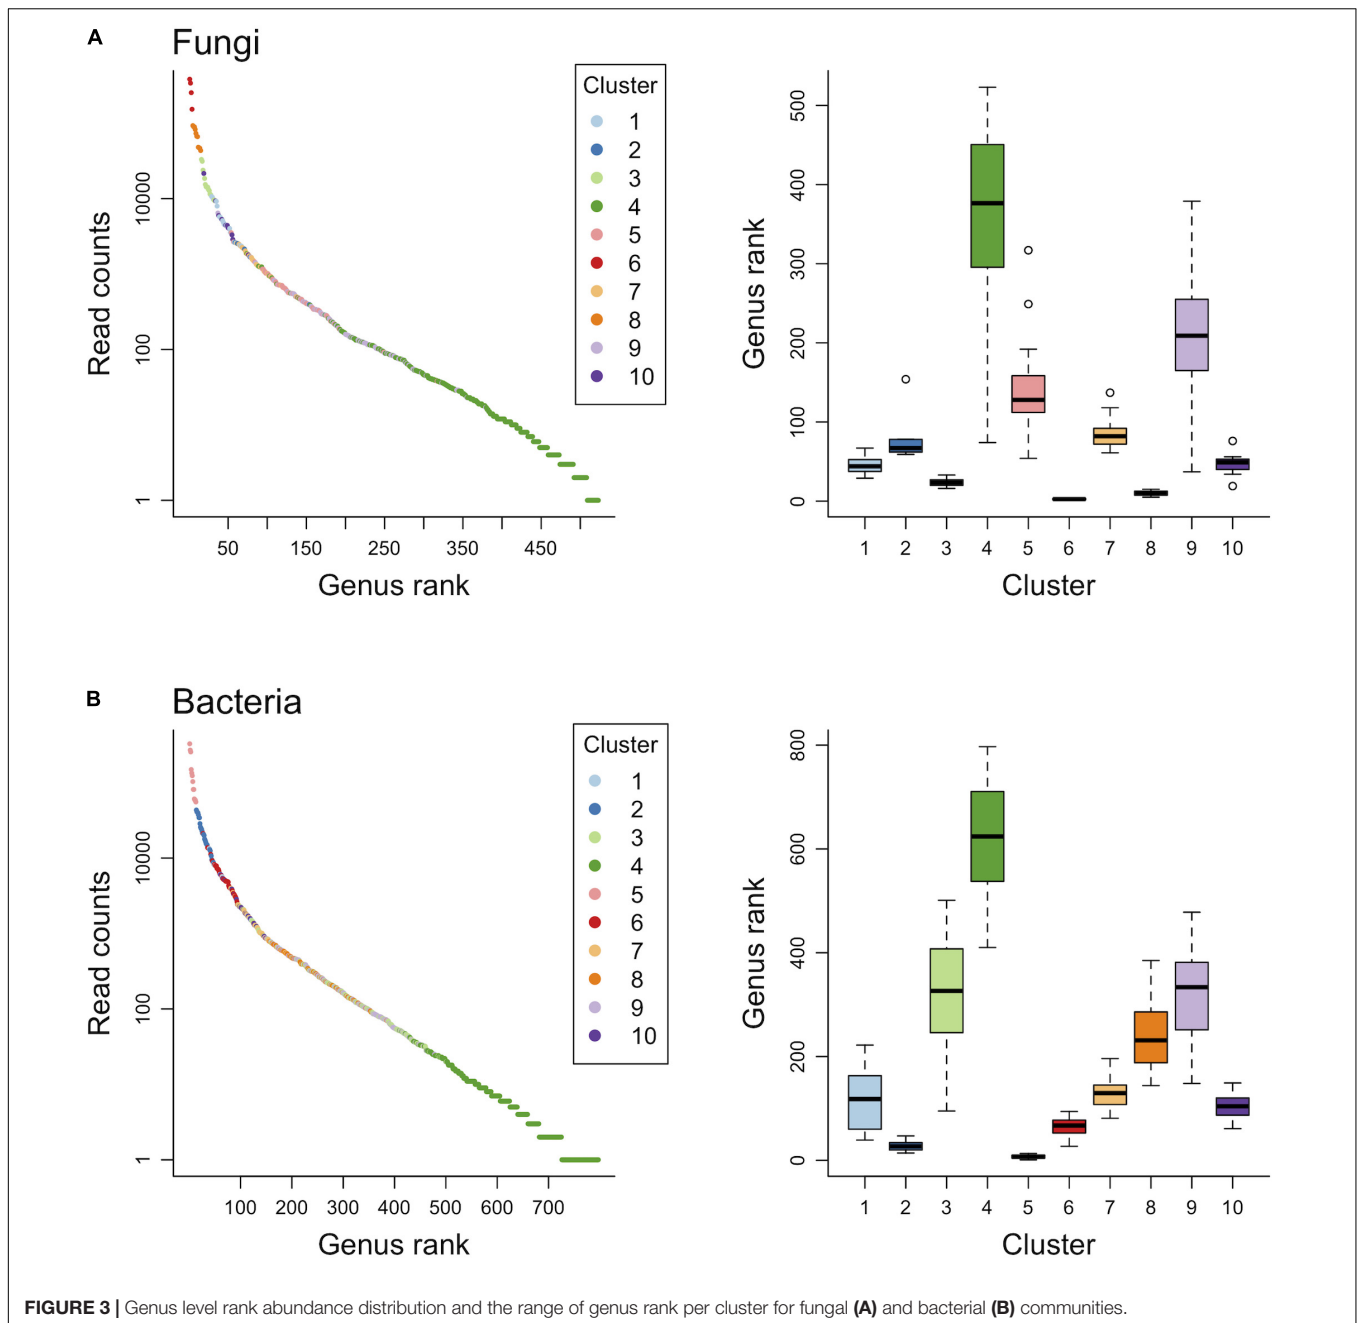 A
Fungi
Read counts
10000
100
1
50 150 250 350 450
Genus rank
Cluster
1
2
3
4
5
6
7
8
9
10
Genus rank
500
400
300
200
100
0
1 2 3 4 5 6 7 8 9 10
Cluster
B
Bacteria
Read counts
10000
100
1
100 200 300 400 500 600 700
Genus rank
Cluster
1
2
3
4
5
6
7
8
9
10
Genus rank
800
600
400
200
0
1 2 3 4 5 6 7 8 9 10
Cluster
FIGURE 3 | Genus level rank abundance distribution and the range of genus rank per cluster for fungal (A) and bacterial (B) communities.